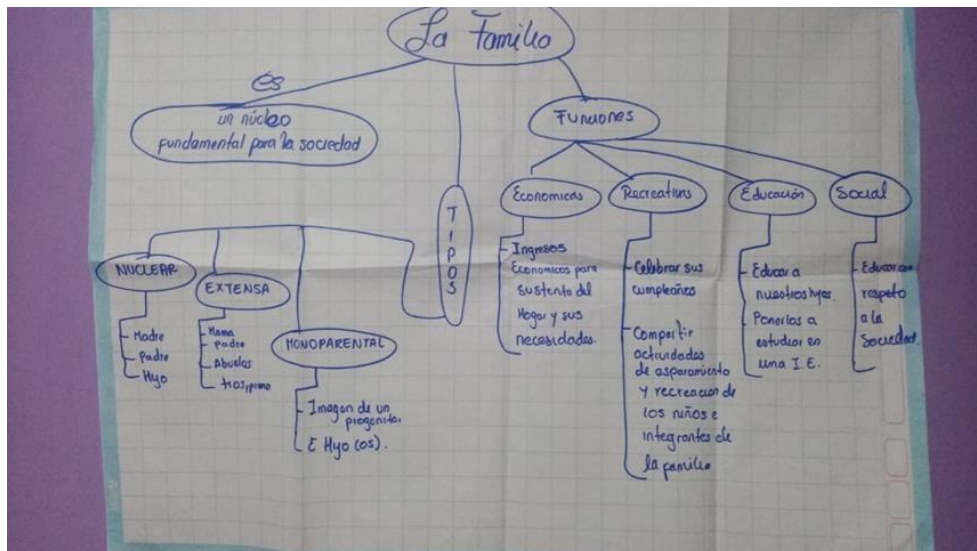 La Familia
es
un núcleo
fundamental para la sociedad
TIPOS
NUCLEAR
- Madre
- Padre
- Hijo
EXTENSA
- Mama
- padre
- Abuelos
- tios, primo
MONOPARENTAL
- Imagen de un
progenitor
E Hijo (os).
Funciones
Economicas
- Ingresos
Economicos para
sustento del
Hogar y sus
necesidades.
Recreativas
- Celebrar sus
cumpleaños
- Compartir
actividades
de esparamiento
y recreacion de
los niños e
integrantes de
la familia
Educación
- Educar a
nuestros hijos.
- Ponerlos a
estudiar en
una I.E.
Social
- Educar con
respeto
a la
Sociedad.